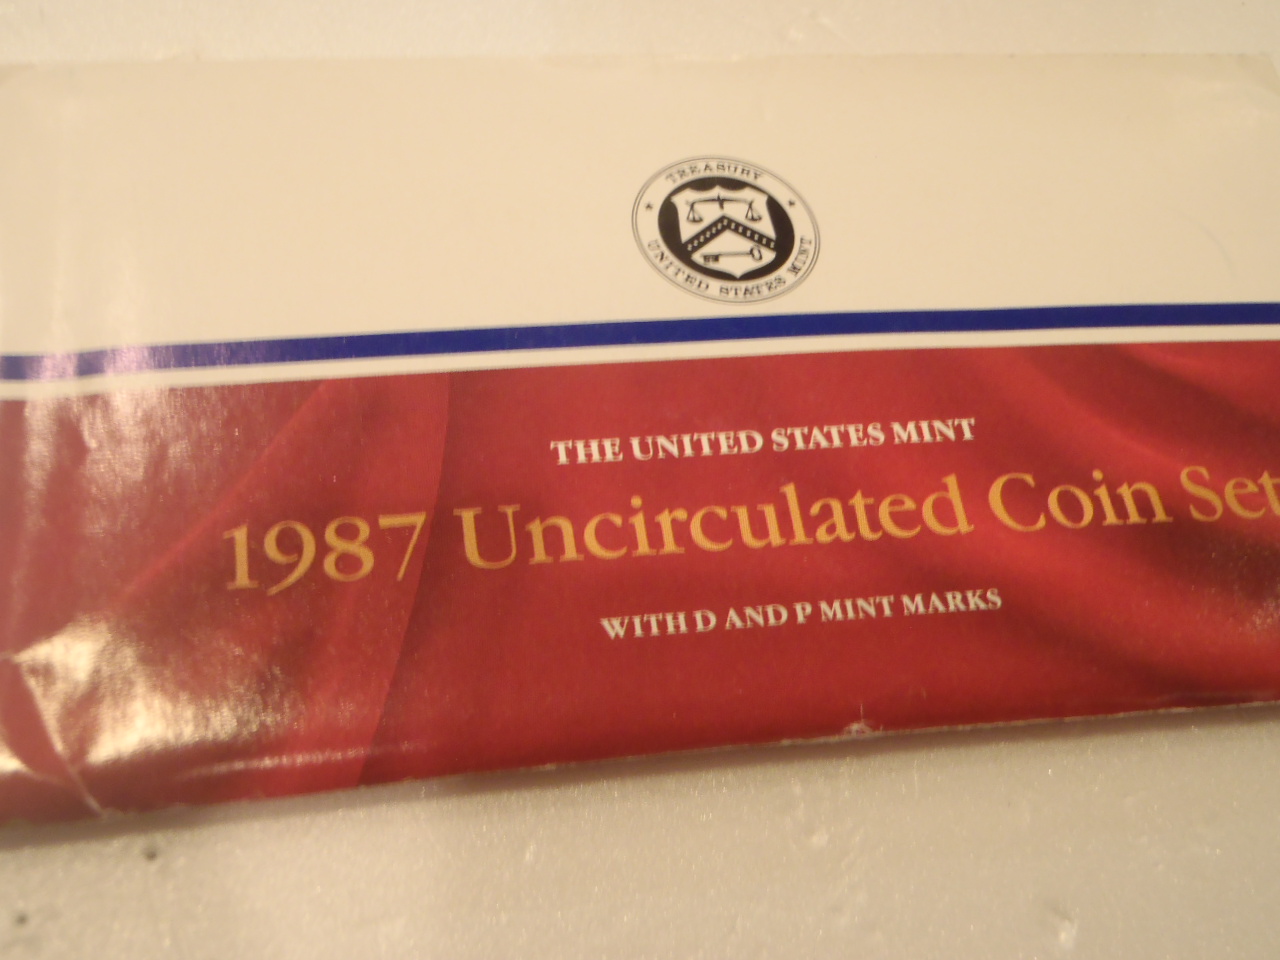 TREASURY
UNITED STATES MINT
THE UNITED STATES MINT
1987 Uncirculated Coin Set
WITH D AND P MINT MARKS